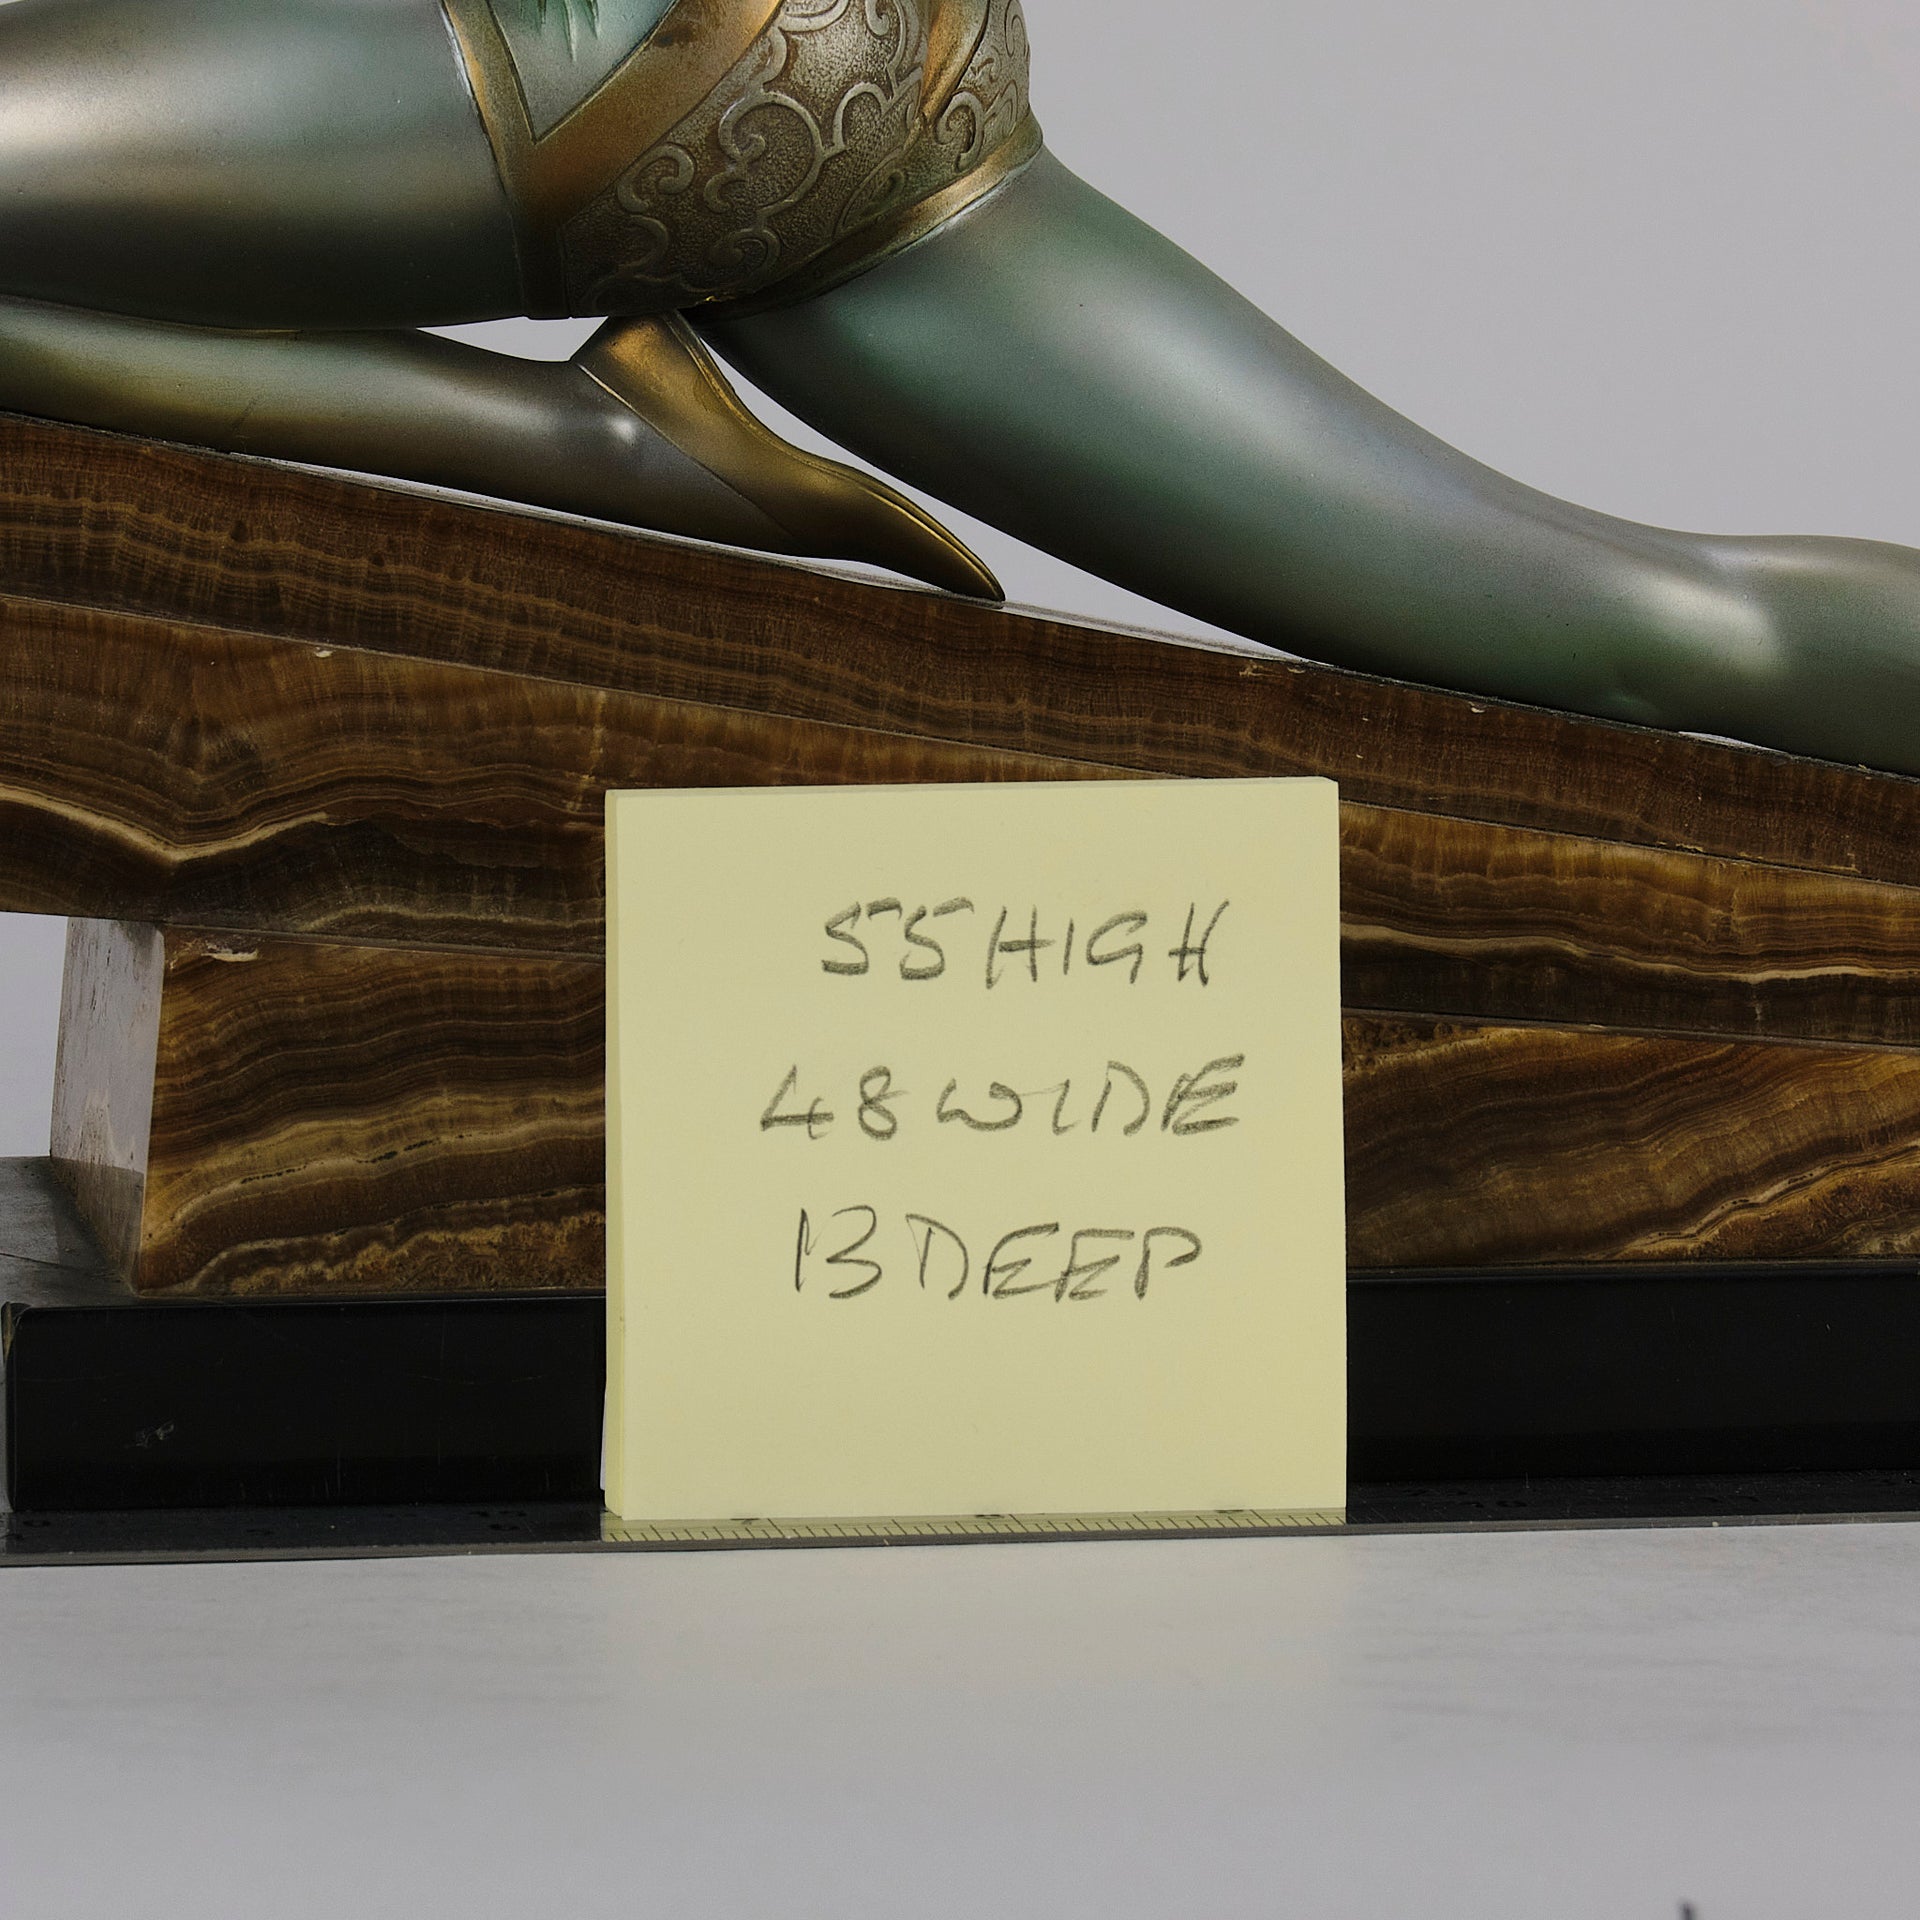 55 HIGH
48 WIDE
13 DEEP